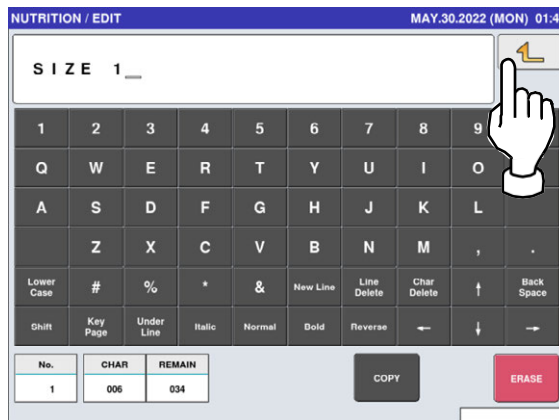 NUTRITION / EDIT MAY.30.2022 (MON) 01:4
SIZE 1_
1 2 3 4 5 6 7 8 9
Q W E R T Y U I O
A S D F G H J K L
Z X C V B N M , .
Lower Case # % * & New Line Line Delete Char Delete ↑ Back Space
Shift Key Page Under Line Italic Normal Bold Reverse ← ↓ →
No. CHAR REMAIN
1 006 034
COPY ERASE